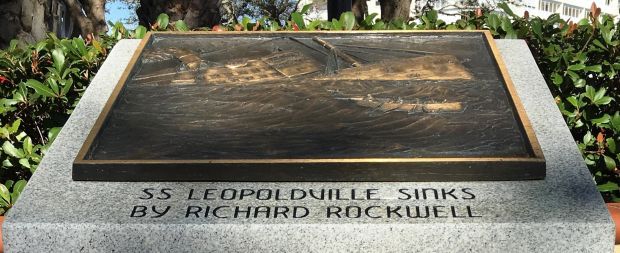 SS LEOPOLDVILLE SINKS
BY RICHARD ROCKWELL